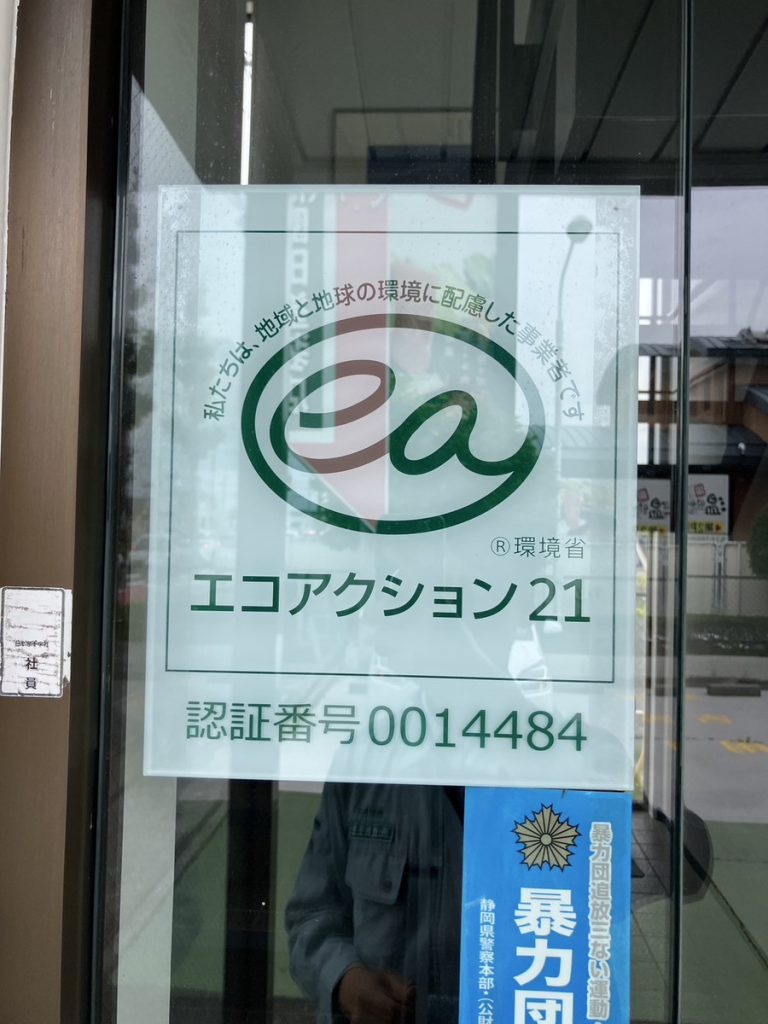 私たちは、地域と地球の環境に配慮した事業者です
ea
®環境省
エコアクション21
認証番号0014484
社員
暴力団追放三ない運動
暴力団
静岡県警察本部・(公財